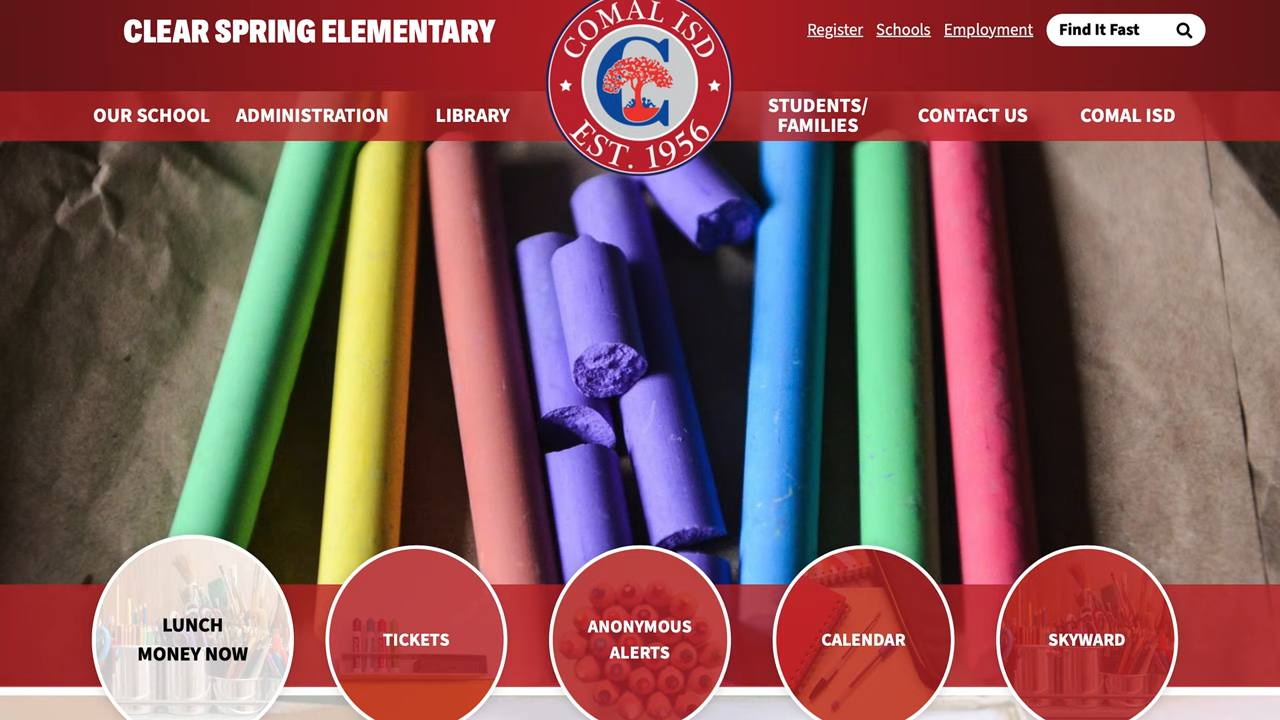 CLEAR SPRING ELEMENTARY
COMAL ISD
EST. 1956
Register Schools Employment Find It Fast
OUR SCHOOL ADMINISTRATION LIBRARY STUDENTS/
FAMILIES CONTACT US COMAL ISD
LUNCH
MONEY NOW
TICKETS
ANONYMOUS
ALERTS
CALENDAR
SKYWARD